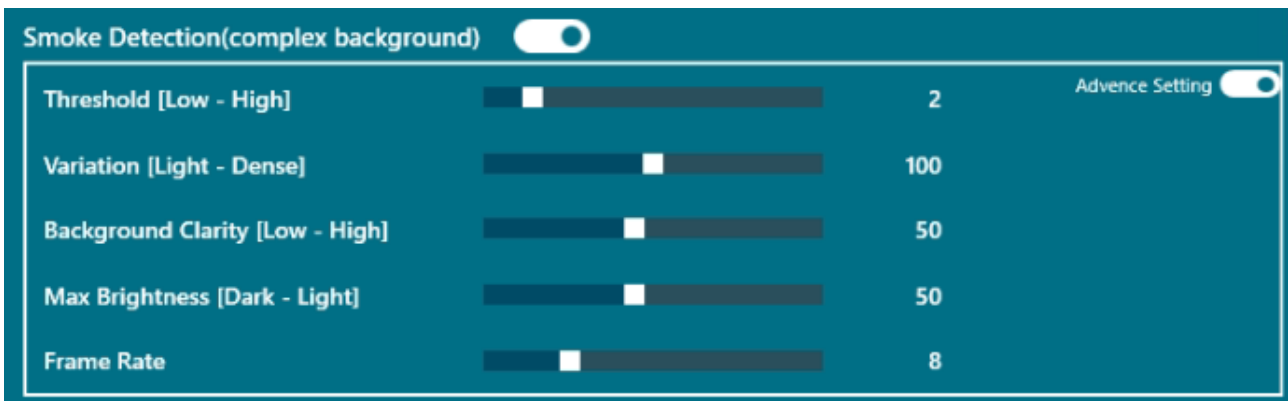 Smoke Detection(complex background)
Threshold [Low - High] 2 Advence Setting
Variation [Light - Dense] 100
Background Clarity [Low - High] 50
Max Brightness [Dark - Light] 50
Frame Rate 8